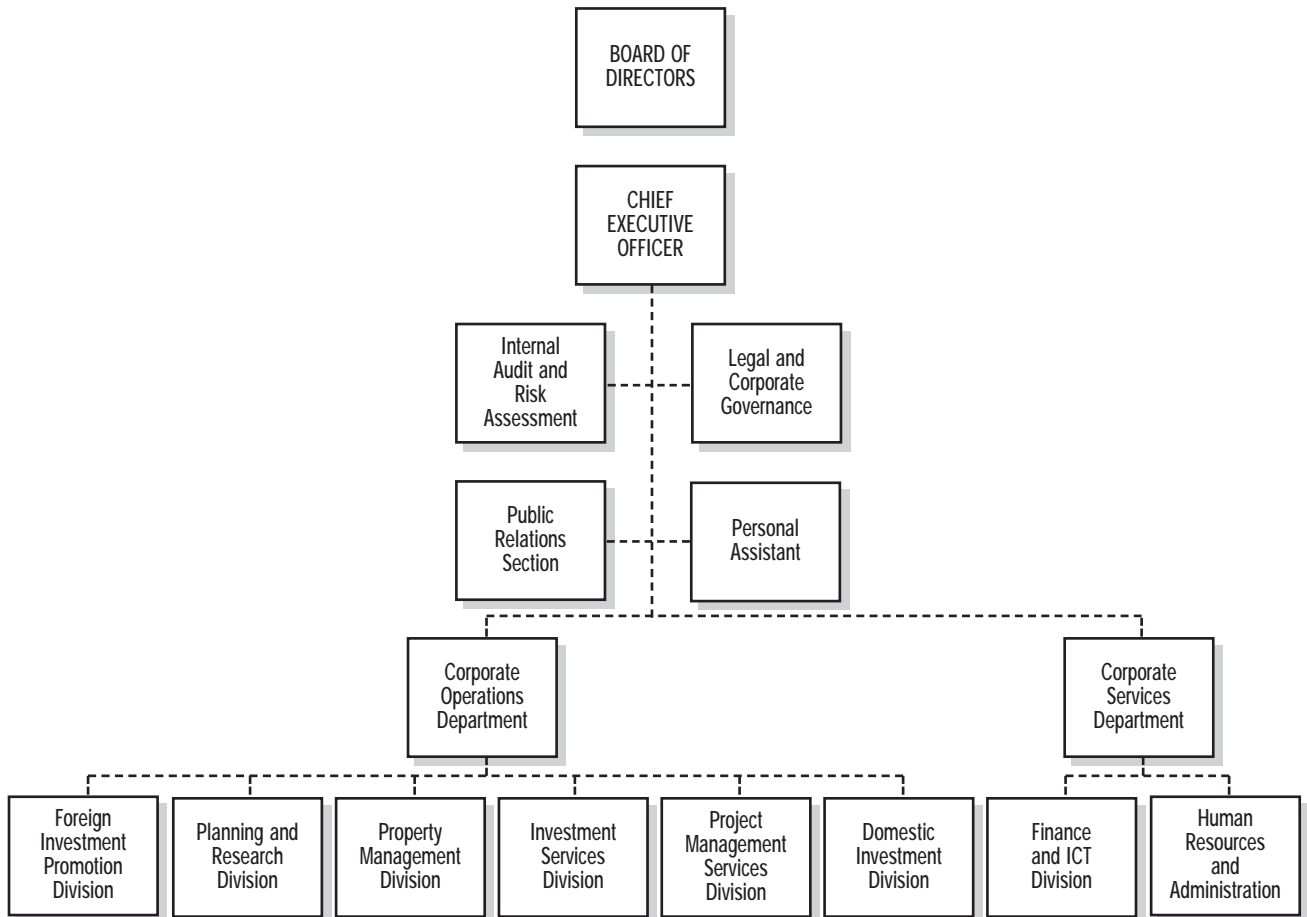 BOARD OF
DIRECTORS
CHIEF
EXECUTIVE
OFFICER
Internal
Audit and
Risk
Assessment
Legal and
Corporate
Governance
Public
Relations
Section
Personal
Assistant
Corporate
Operations
Department
Corporate
Services
Department
Foreign
Investment
Promotion
Division
Planning and
Research
Division
Property
Management
Division
Investment
Services
Division
Project
Management
Services
Division
Domestic
Investment
Division
Finance
and ICT
Division
Human
Resources
and
Administration